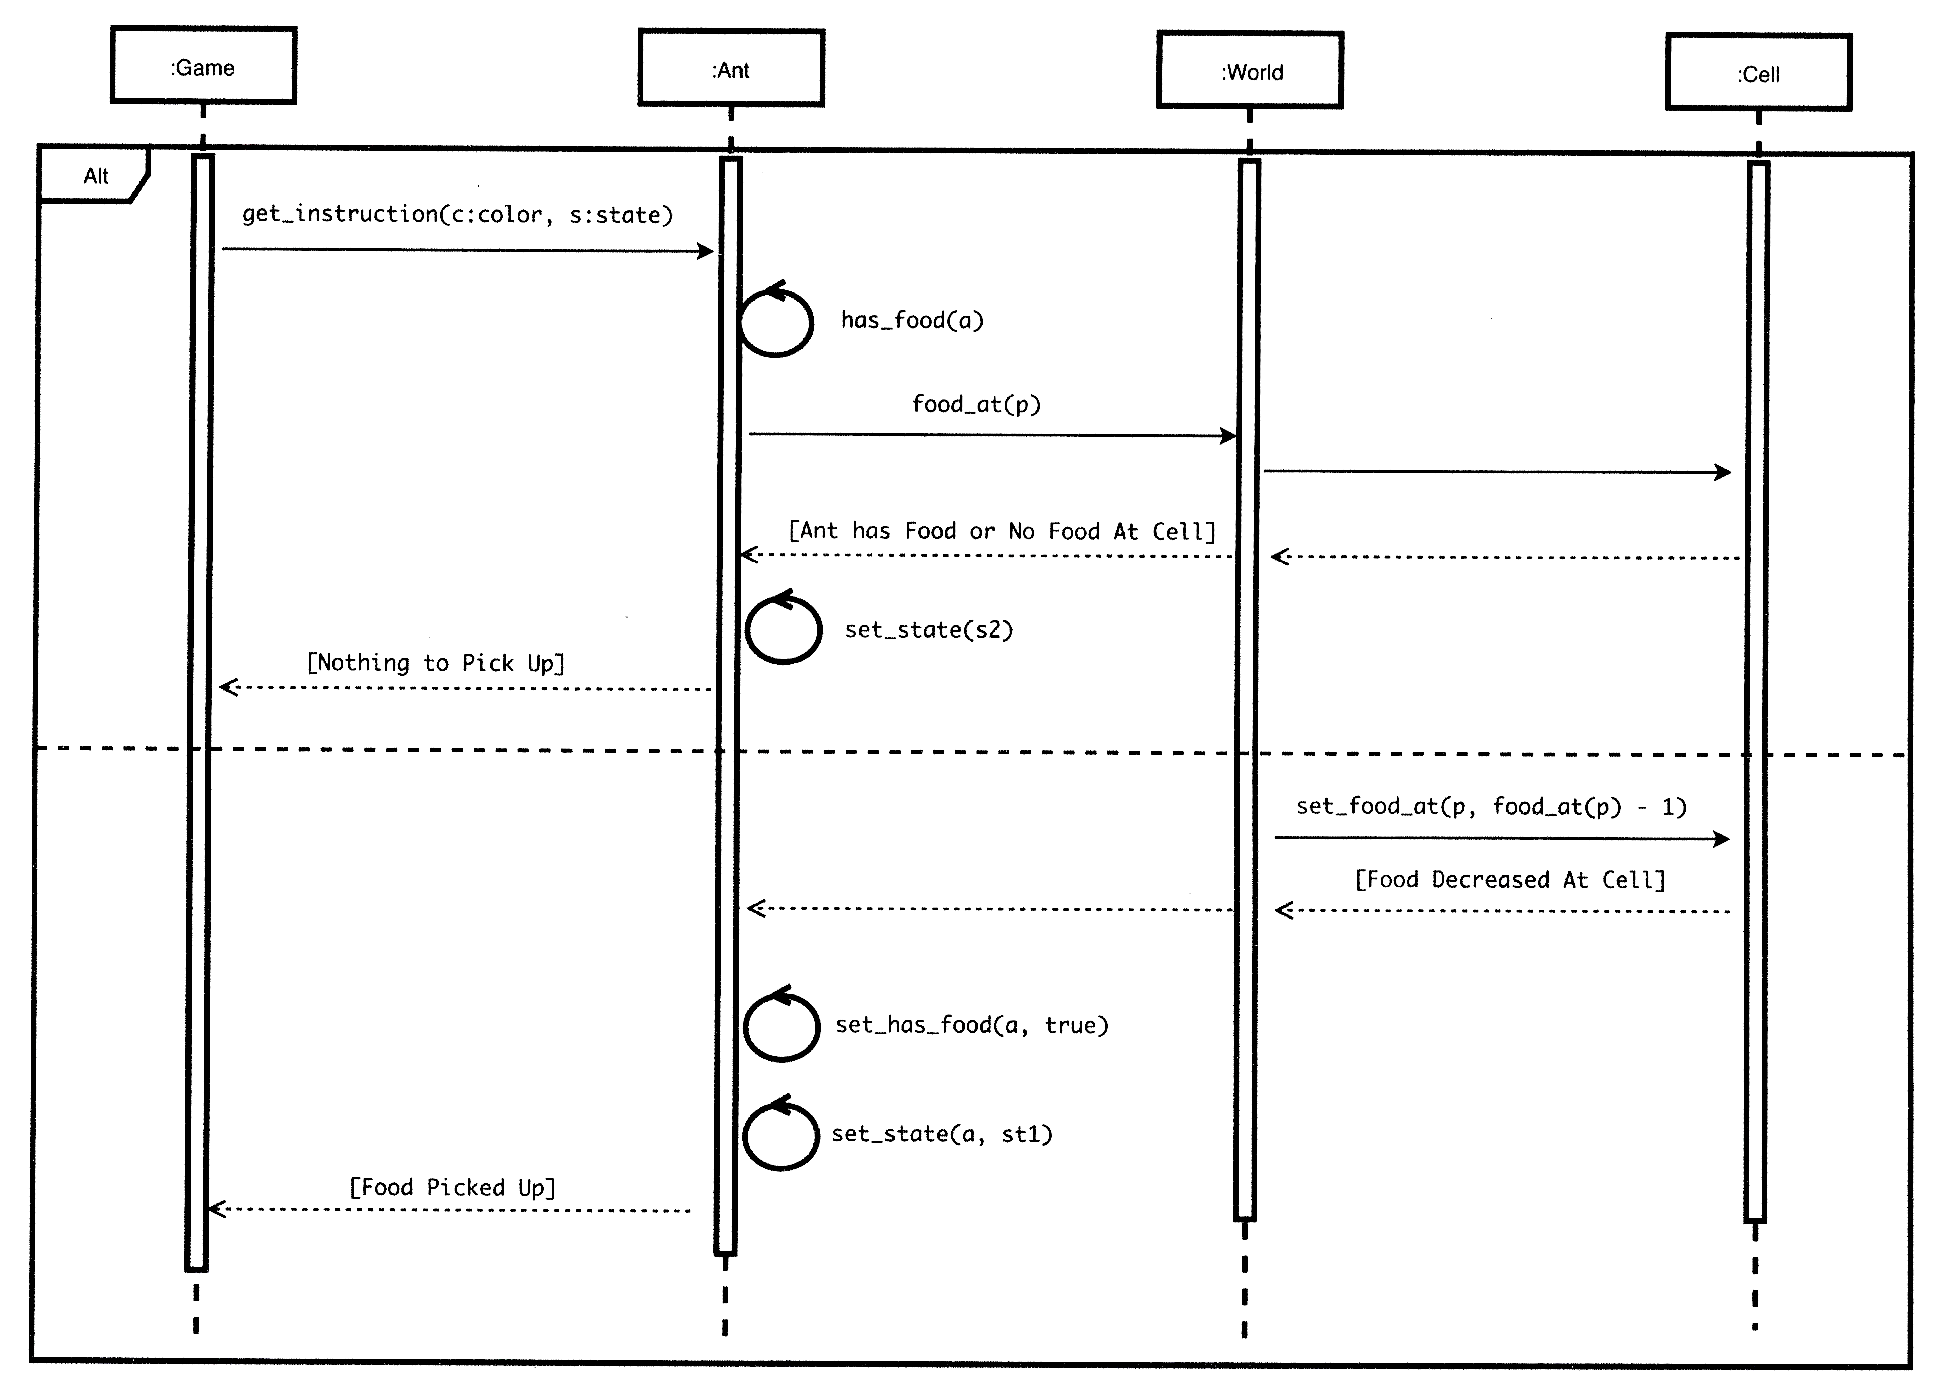 :Game
:Ant
:World
:Cell
Alt
get_instruction(c:color, s:state)
has_food(a)
food_at(p)
[Ant has Food or No Food At Cell]
set_state(s2)
[Nothing to Pick Up]
set_food_at(p, food_at(p) - 1)
[Food Decreased At Cell]
set_has_food(a, true)
set_state(a, st1)
[Food Picked Up]